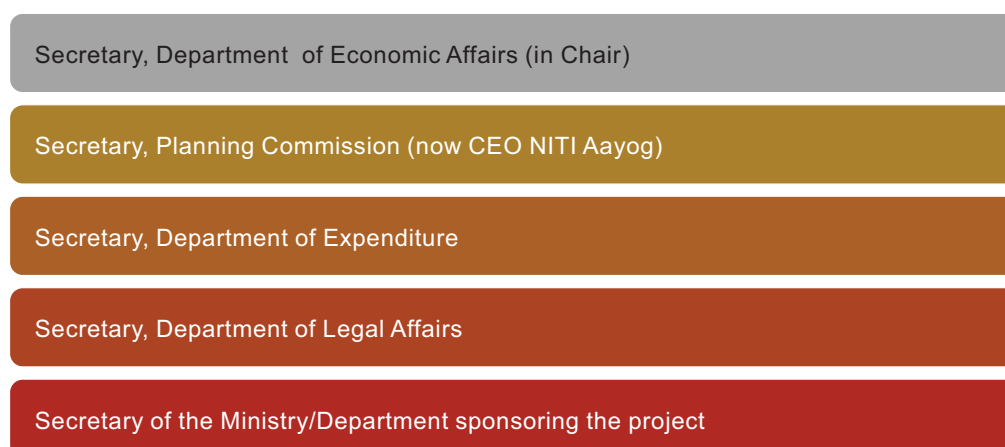 Secretary, Department of Economic Affairs (in Chair)
Secretary, Planning Commission (now CEO NITI Aayog)
Secretary, Department of Expenditure
Secretary, Department of Legal Affairs
Secretary of the Ministry/Department sponsoring the project